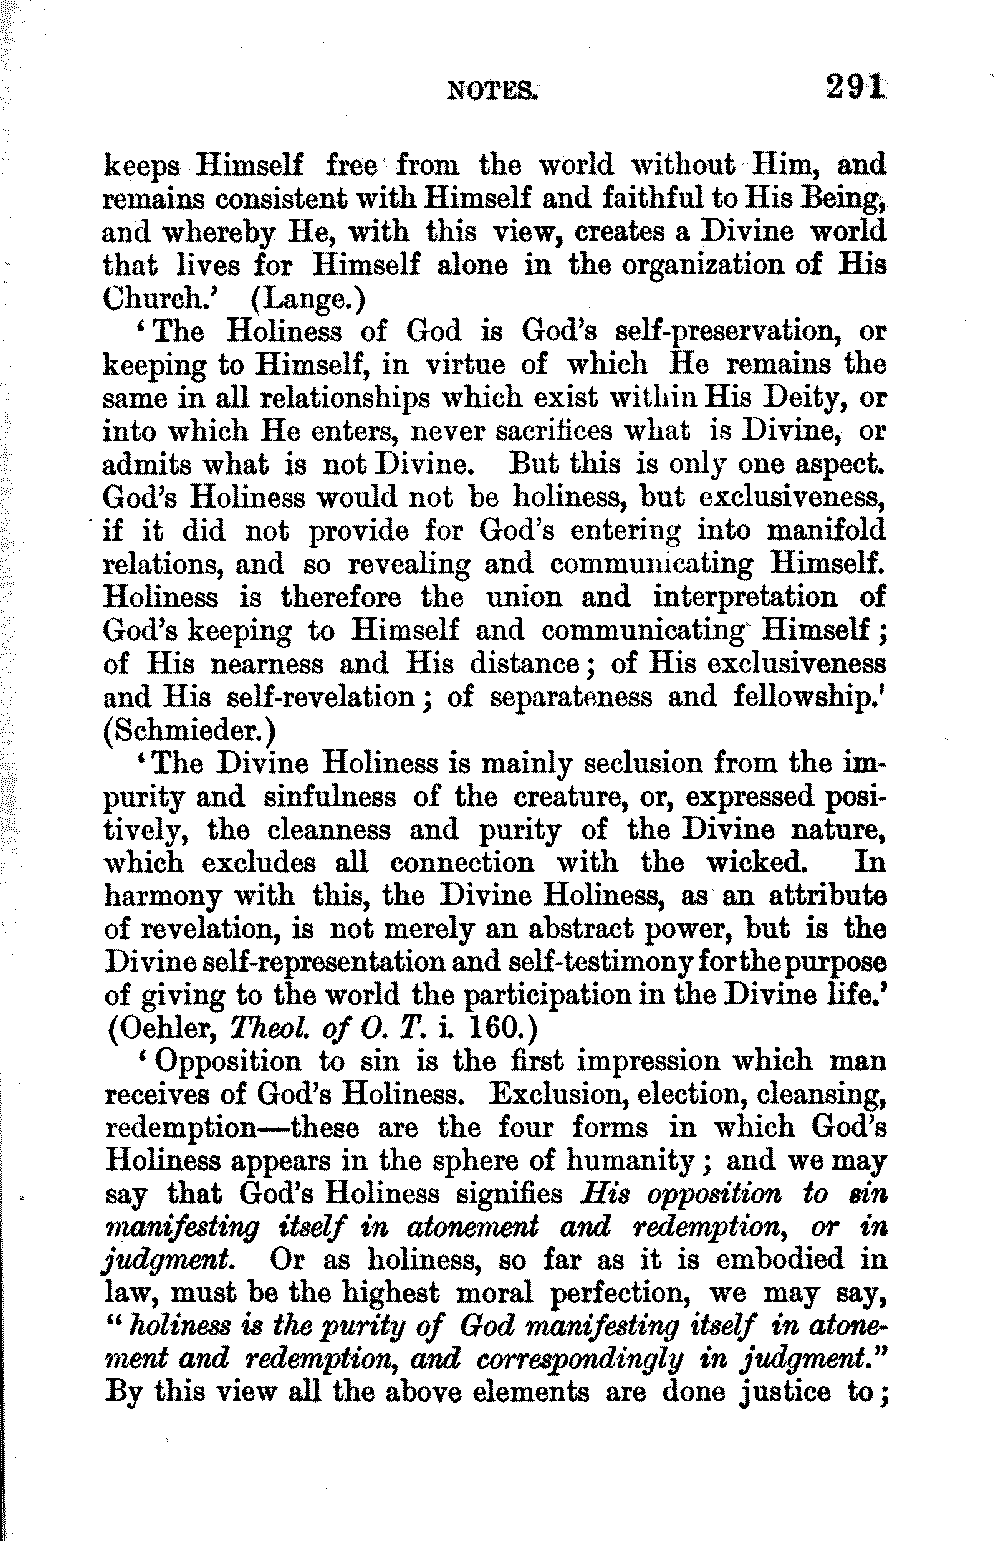 NOTES. 291
keeps Himself free from the world without Him, and
remains consistent with Himself and faithful to His Being,
and whereby He, with this view, creates a Divine world
that lives for Himself alone in the organization of His
Church.' (Lange.)
'The Holiness of God is God's self-preservation, or
keeping to Himself, in virtue of which He remains the
same in all relationships which exist within His Deity, or
into which He enters, never sacrifices what is Divine, or
admits what is not Divine. But this is only one aspect.
God's Holiness would not be holiness, but exclusiveness,
if it did not provide for God's entering into manifold
relations, and so revealing and communicating Himself.
Holiness is therefore the union and interpretation of
God's keeping to Himself and communicating Himself;
of His nearness and His distance; of His exclusiveness
and His self-revelation; of separateness and fellowship.'
(Schmieder.)
'The Divine Holiness is mainly seclusion from the im-
purity and sinfulness of the creature, or, expressed posi-
tively, the cleanness and purity of the Divine nature,
which excludes all connection with the wicked. In
harmony with this, the Divine Holiness, as an attribute
of revelation, is not merely an abstract power, but is the
Divine self-representation and self-testimony for the purpose
of giving to the world the participation in the Divine life.'
(Oehler, Theol. of O. T. i. 160.)
'Opposition to sin is the first impression which man
receives of God's Holiness. Exclusion, election, cleansing,
redemption—these are the four forms in which God's
Holiness appears in the sphere of humanity; and we may
say that God's Holiness signifies His opposition to sin
manifesting itself in atonement and redemption, or in
judgment. Or as holiness, so far as it is embodied in
law, must be the highest moral perfection, we may say,
"holiness is the purity of God manifesting itself in atone-
ment and redemption, and correspondingly in judgment."
By this view all the above elements are done justice to;